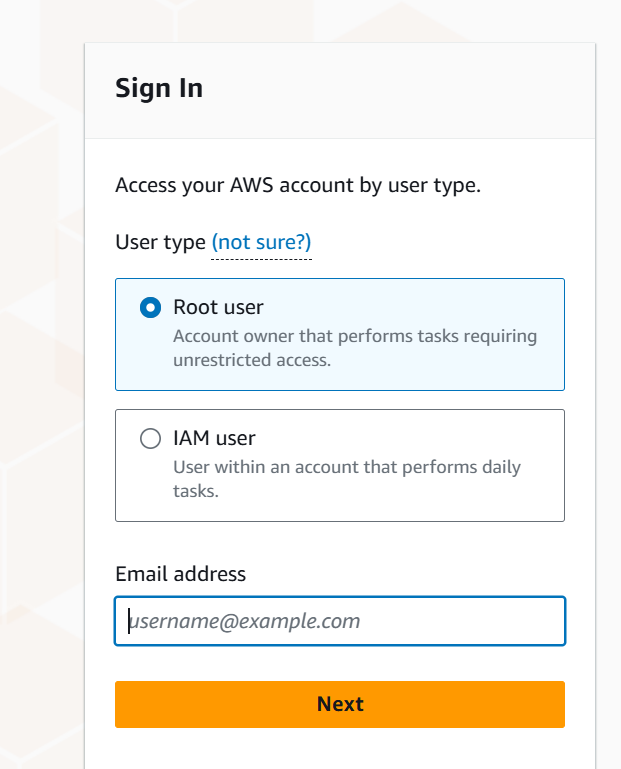 Sign In
Access your AWS account by user type.
User type (not sure?)
Root user
Account owner that performs tasks requiring
unrestricted access.
IAM user
User within an account that performs daily
tasks.
Email address
username@example.com
Next